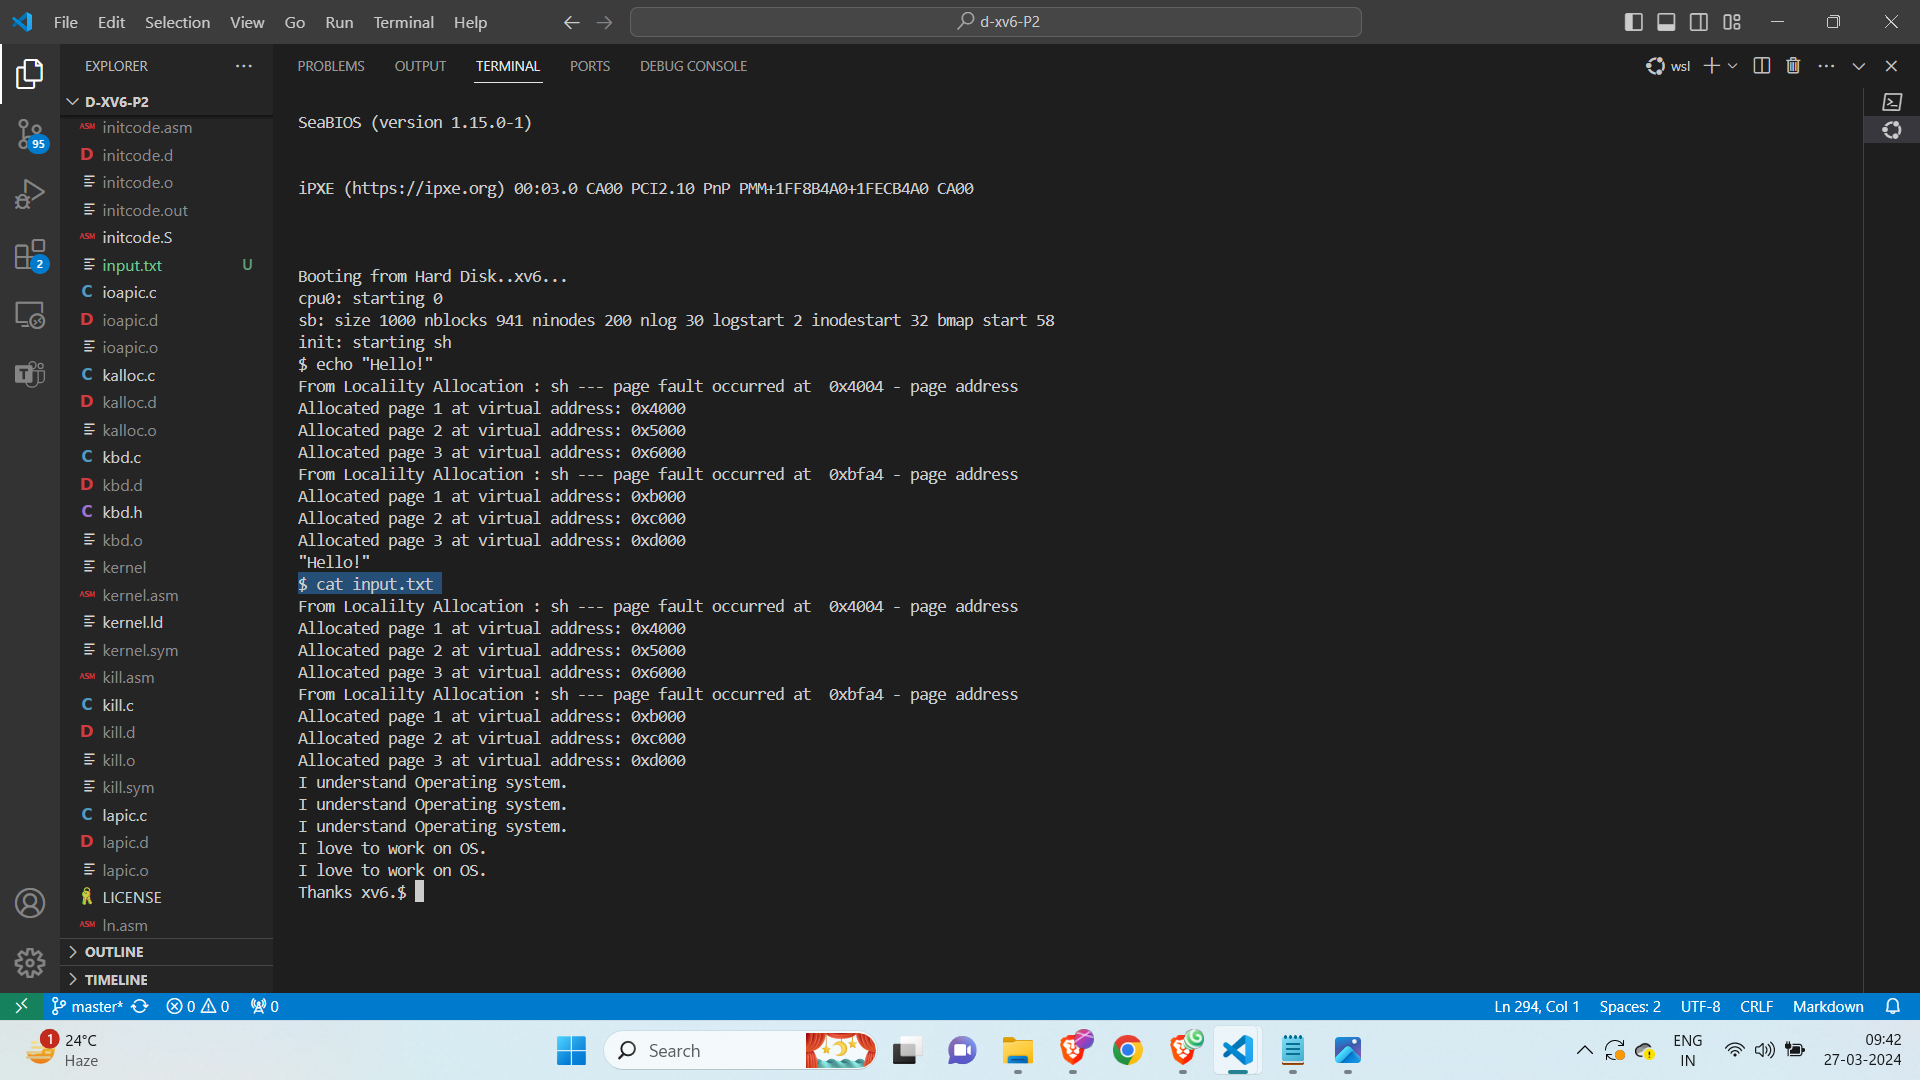 File Edit Selection View Go Run Terminal Help
d-xv6-P2
EXPLORER
D-XV6-P2
ASM initcode.asm
D initcode.d
initcode.o
initcode.out
ASM initcode.S
input.txt U
C ioapic.c
D ioapic.d
ioapic.o
C kalloc.c
D kalloc.d
kalloc.o
C kbd.c
D kbd.d
C kbd.h
kbd.o
kernel
ASM kernel.asm
kernel.ld
kernel.sym
ASM kill.asm
C kill.c
D kill.d
kill.o
kill.sym
C lapic.c
D lapic.d
lapic.o
LICENSE
ASM ln.asm
OUTLINE
TIMELINE
95
2
PROBLEMS OUTPUT TERMINAL PORTS DEBUG CONSOLE
wsl
SeaBIOS (version 1.15.0-1)
iPXE (https://ipxe.org) 00:03.0 CA00 PCI2.10 PnP PMM+1FF8B4A0+1FECB4A0 CA00
Booting from Hard Disk..xv6...
cpu0: starting 0
sb: size 1000 nblocks 941 ninodes 200 nlog 30 logstart 2 inodestart 32 bmap start 58
init: starting sh
$ echo "Hello!"
From Localilty Allocation : sh --- page fault occurred at  0x4004 - page address
Allocated page 1 at virtual address: 0x4000
Allocated page 2 at virtual address: 0x5000
Allocated page 3 at virtual address: 0x6000
From Localilty Allocation : sh --- page fault occurred at  0xbfa4 - page address
Allocated page 1 at virtual address: 0xb000
Allocated page 2 at virtual address: 0xc000
Allocated page 3 at virtual address: 0xd000
"Hello!"
$ cat input.txt
From Localilty Allocation : sh --- page fault occurred at  0x4004 - page address
Allocated page 1 at virtual address: 0x4000
Allocated page 2 at virtual address: 0x5000
Allocated page 3 at virtual address: 0x6000
From Localilty Allocation : sh --- page fault occurred at  0xbfa4 - page address
Allocated page 1 at virtual address: 0xb000
Allocated page 2 at virtual address: 0xc000
Allocated page 3 at virtual address: 0xd000
I understand Operating system.
I understand Operating system.
I understand Operating system.
I love to work on OS.
I love to work on OS.
Thanks xv6.$
master* 0 0 0 Ln 294, Col 1 Spaces: 2 UTF-8 CRLF Markdown
1 24°C
Haze
Search
ENG
IN
09:42
27-03-2024